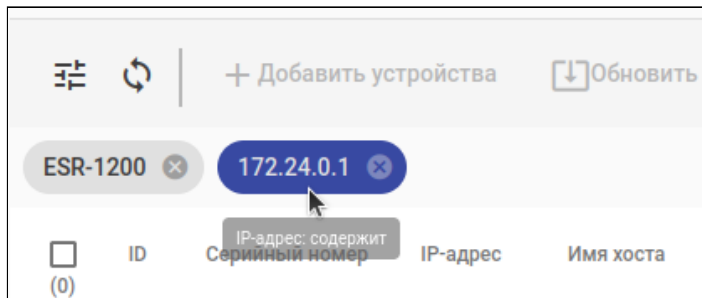 + Добавить устройства Обновить
ESR-1200 172.24.0.1
IP-адрес: содержит
ID Серийный номер IP-адрес Имя хоста
(0)